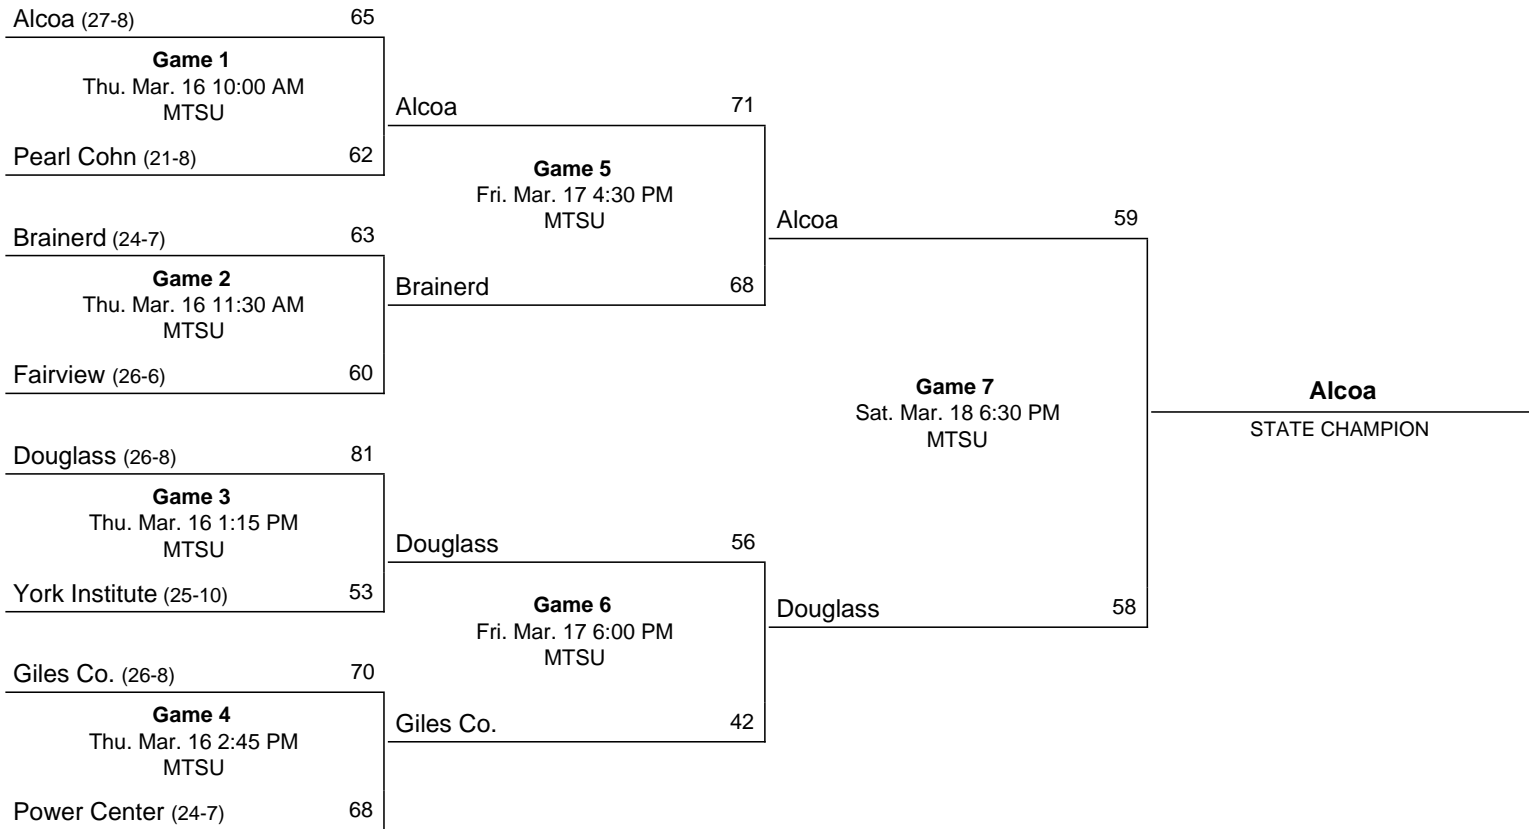 Alcoa (27-8) 65
Game 1
Thu. Mar. 16 10:00 AM
MTSU
Pearl Cohn (21-8) 62
Brainerd (24-7) 63
Game 2
Thu. Mar. 16 11:30 AM
MTSU
Fairview (26-6) 60
Douglass (26-8) 81
Game 3
Thu. Mar. 16 1:15 PM
MTSU
York Institute (25-10) 53
Giles Co. (26-8) 70
Game 4
Thu. Mar. 16 2:45 PM
MTSU
Power Center (24-7) 68
Alcoa 71
Game 5
Fri. Mar. 17 4:30 PM
MTSU
Brainerd 68
Douglass 56
Game 6
Fri. Mar. 17 6:00 PM
MTSU
Giles Co. 42
Alcoa 59
Game 7
Sat. Mar. 18 6:30 PM
MTSU
Douglass 58
Alcoa
STATE CHAMPION